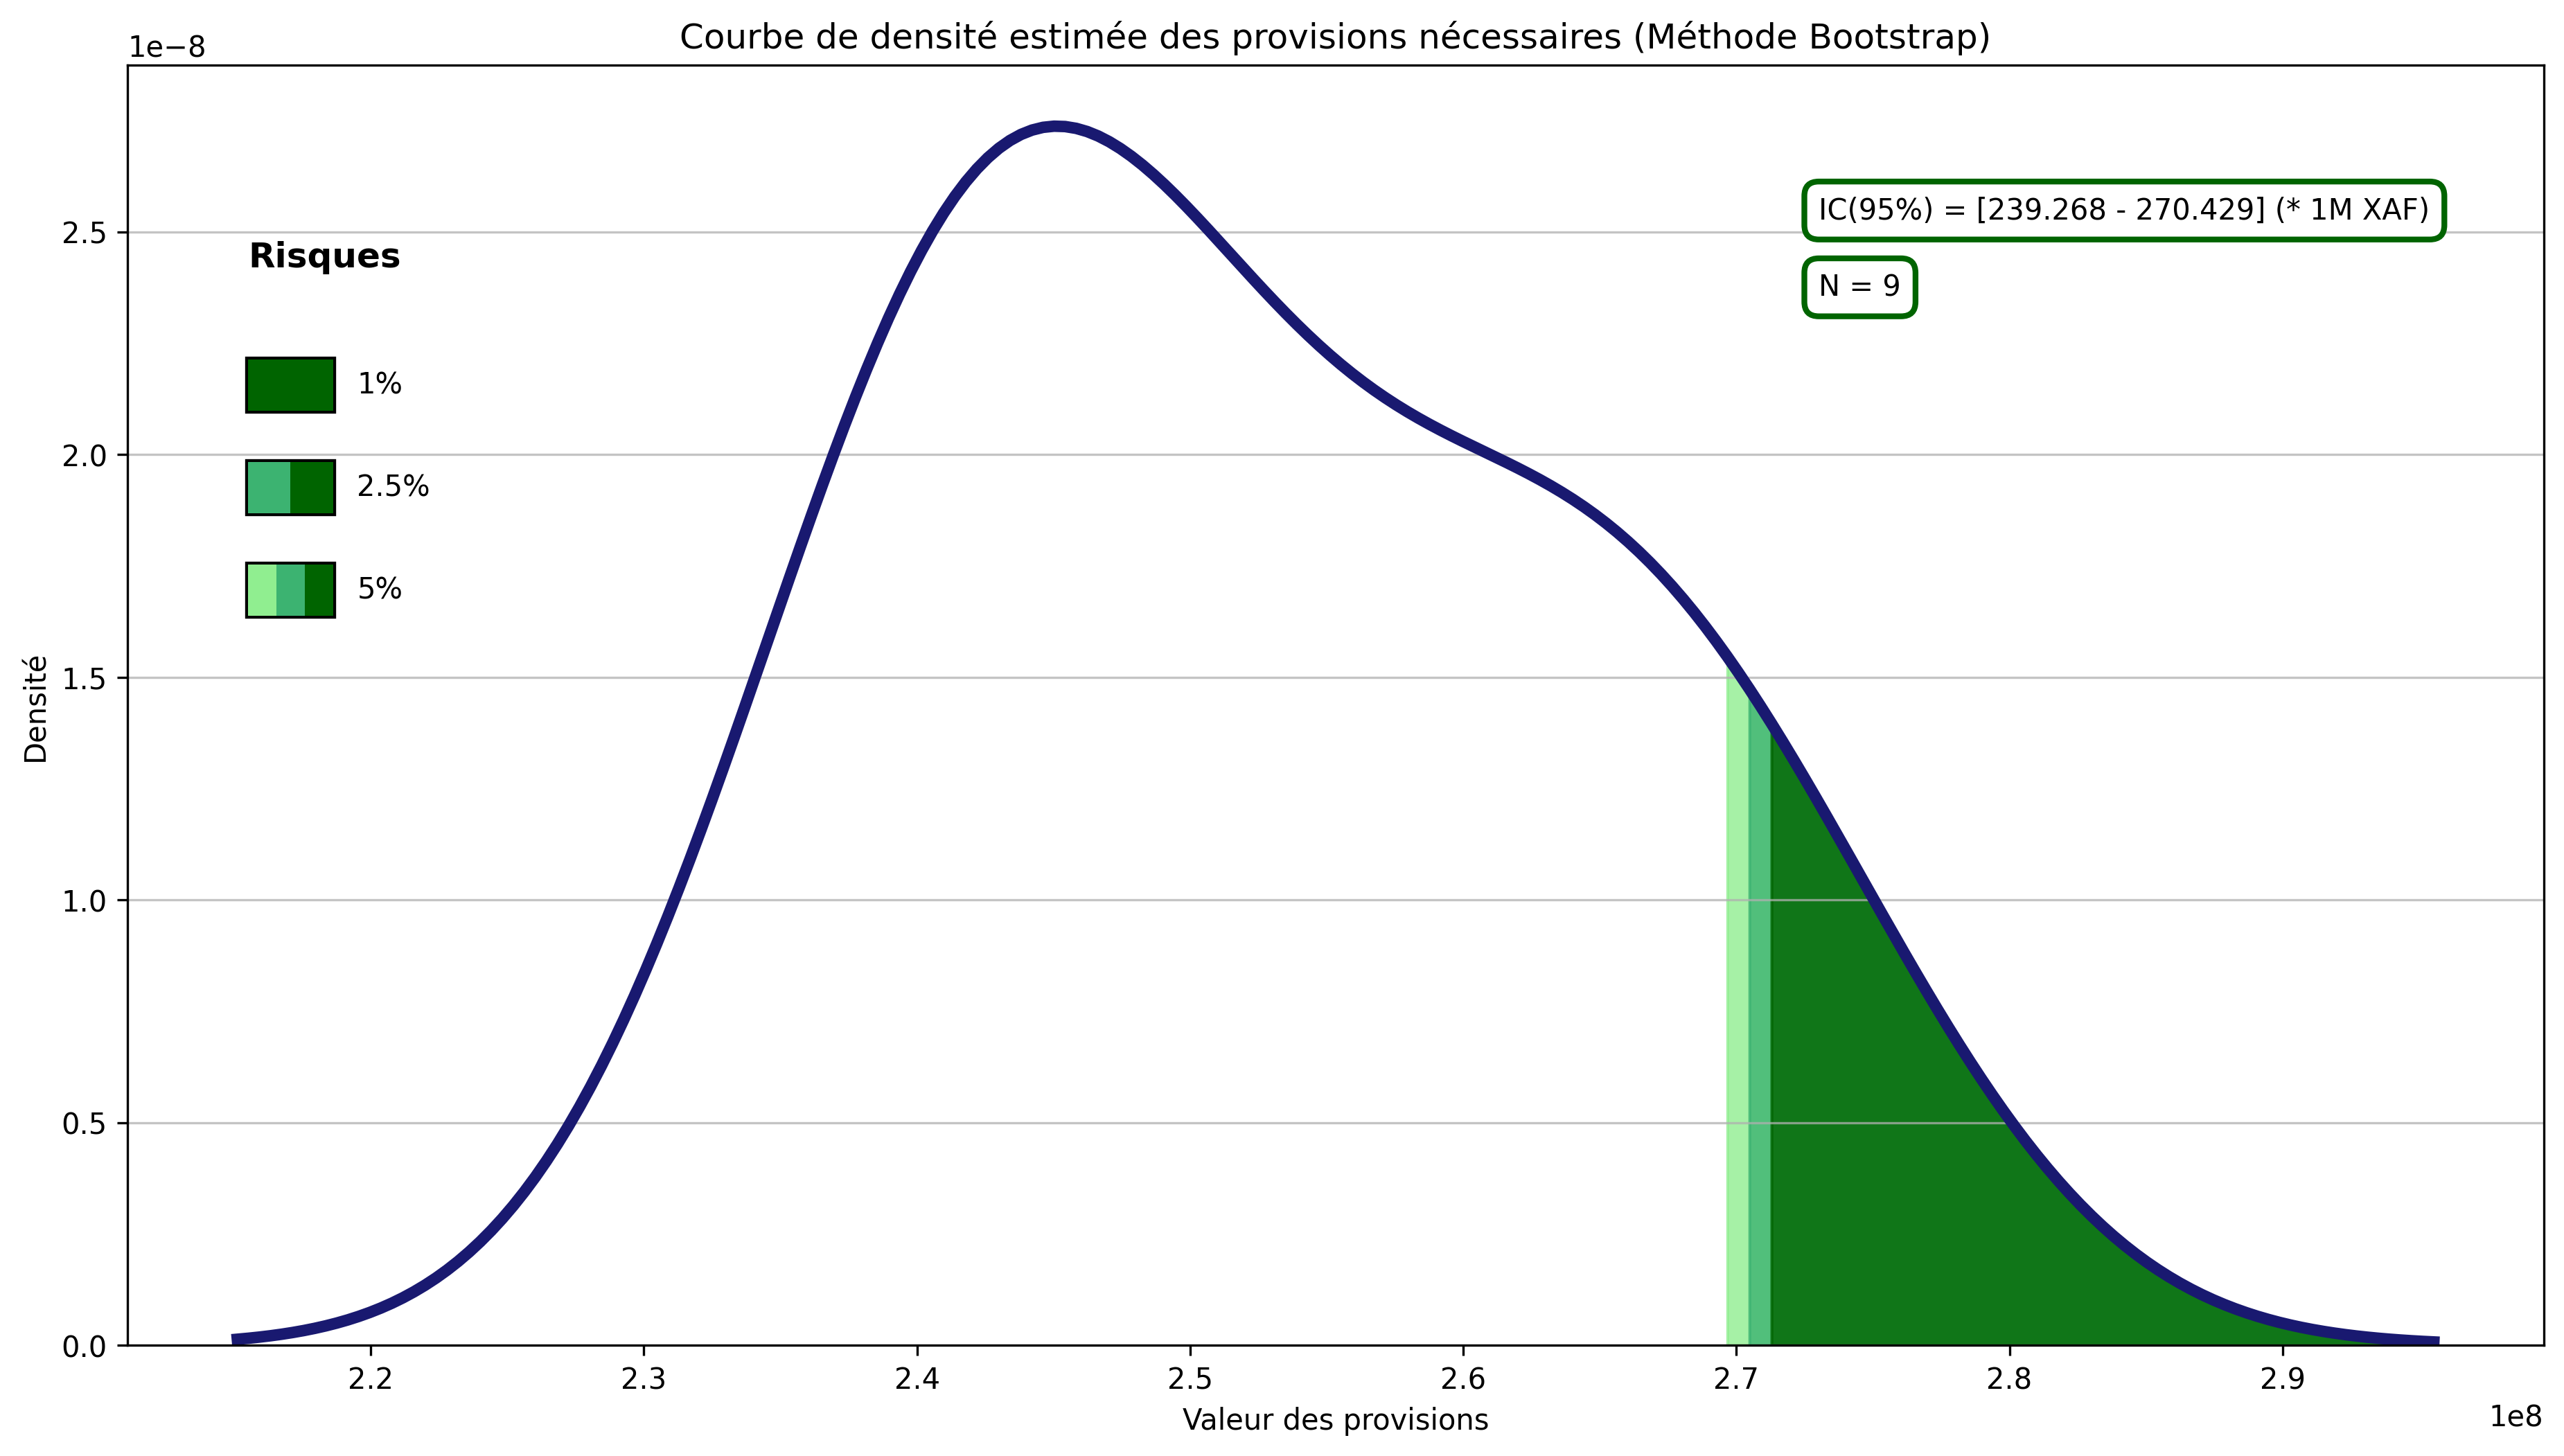 Courbe de densité estimée des provisions nécessaires (Méthode Bootstrap)
1e−8
IC(95%) = [239.268 - 270.429] (* 1M XAF)
N = 9
Risques
1%
2.5%
5%
Densité
2.5
2.0
1.5
1.0
0.5
0.0
2.2 2.3 2.4 2.5 2.6 2.7 2.8 2.9
1e8
Valeur des provisions